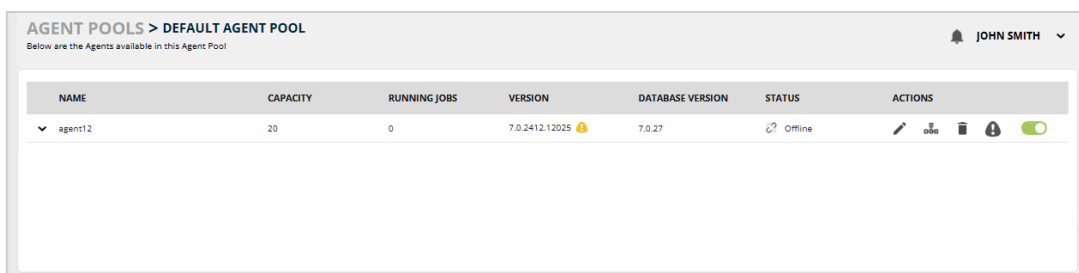 AGENT POOLS > DEFAULT AGENT POOL
Below are the Agents available in this Agent Pool
JOHN SMITH
NAME CAPACITY RUNNING JOBS VERSION DATABASE VERSION STATUS ACTIONS
agent12 20 0 7.0.2412.12025 7.0.27 Offline